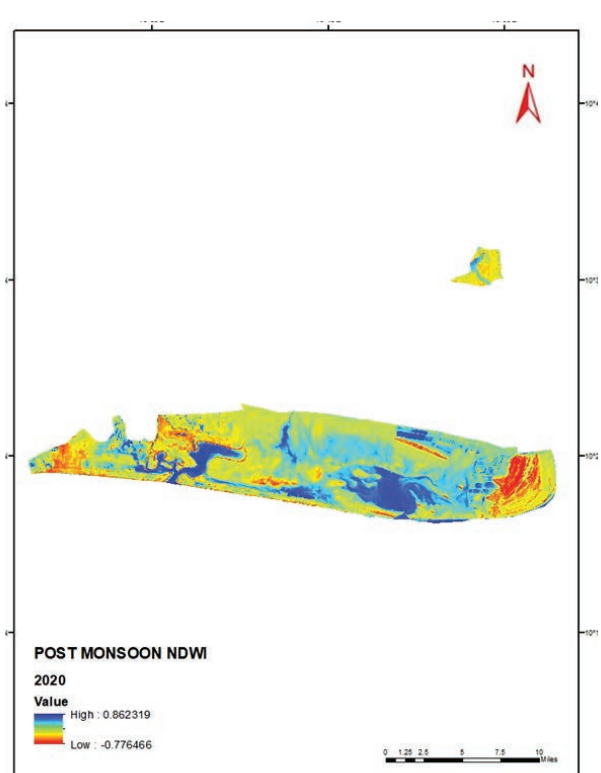 N
POST MONSOON NDWI
2020
Value
High : 0.862319
Low : -0.776466
0 1.25 2.5 5 7.5 10
Miles